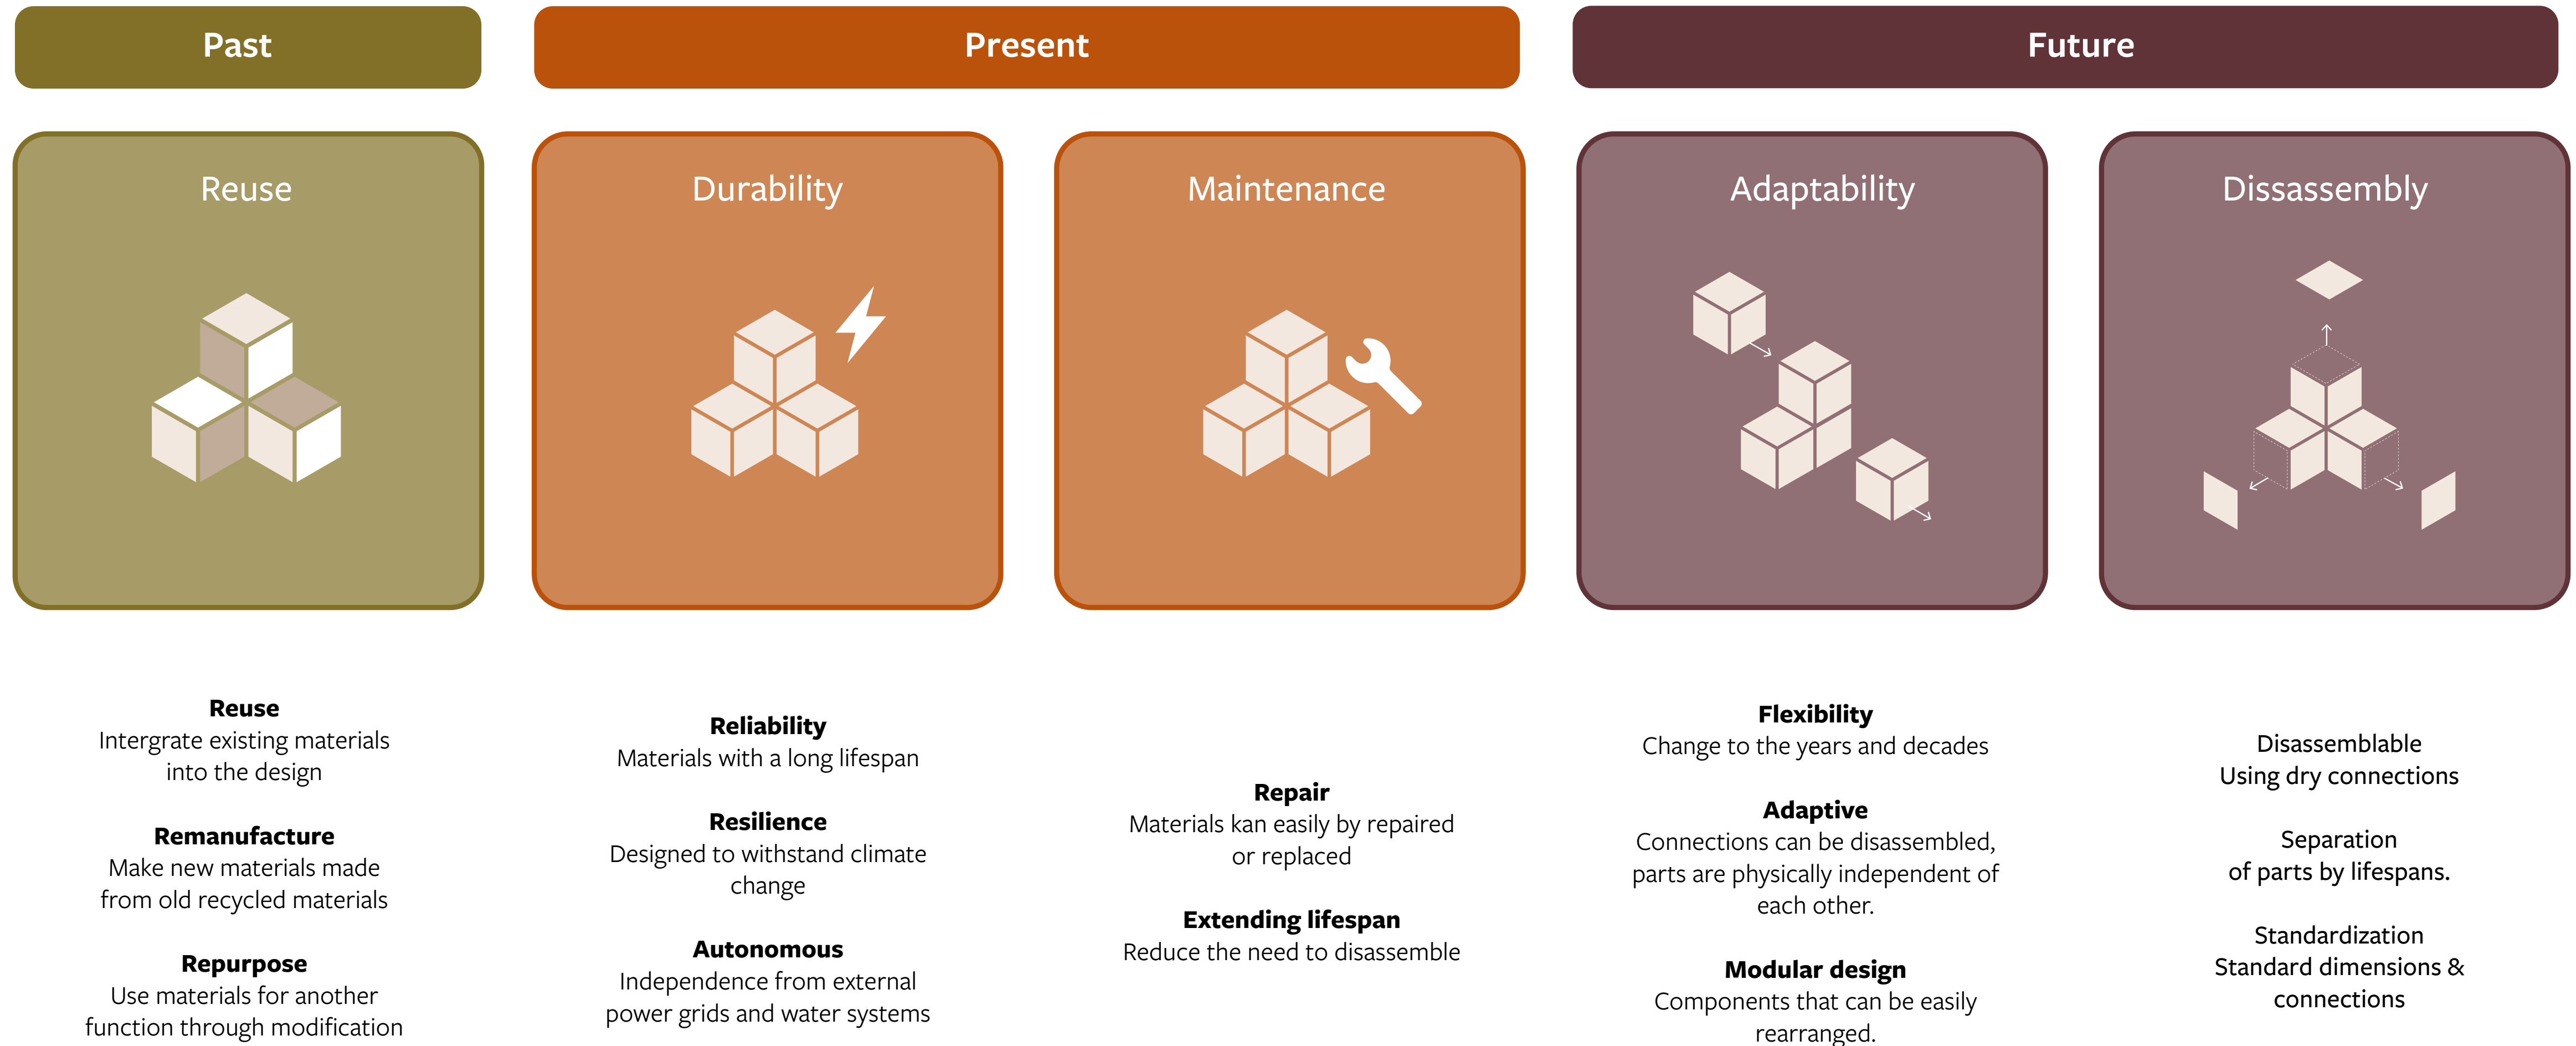 Past
Present
Future
Reuse
Durability
Maintenance
Adaptability
Dissassembly
Reuse
Intergrate existing materials
into the design
Remanufacture
Make new materials made
from old recycled materials
Repurpose
Use materials for another
function through modification
Reliability
Materials with a long lifespan
Resilience
Designed to withstand climate
change
Autonomous
Independence from external
power grids and water systems
Repair
Materials kan easily by repaired
or replaced
Extending lifespan
Reduce the need to disassemble
Flexibility
Change to the years and decades
Adaptive
Connections can be disassembled,
parts are physically independent of
each other.
Modular design
Components that can be easily
rearranged.
Disassemblable
Using dry connections
Separation
of parts by lifespans.
Standardization
Standard dimensions &
connections